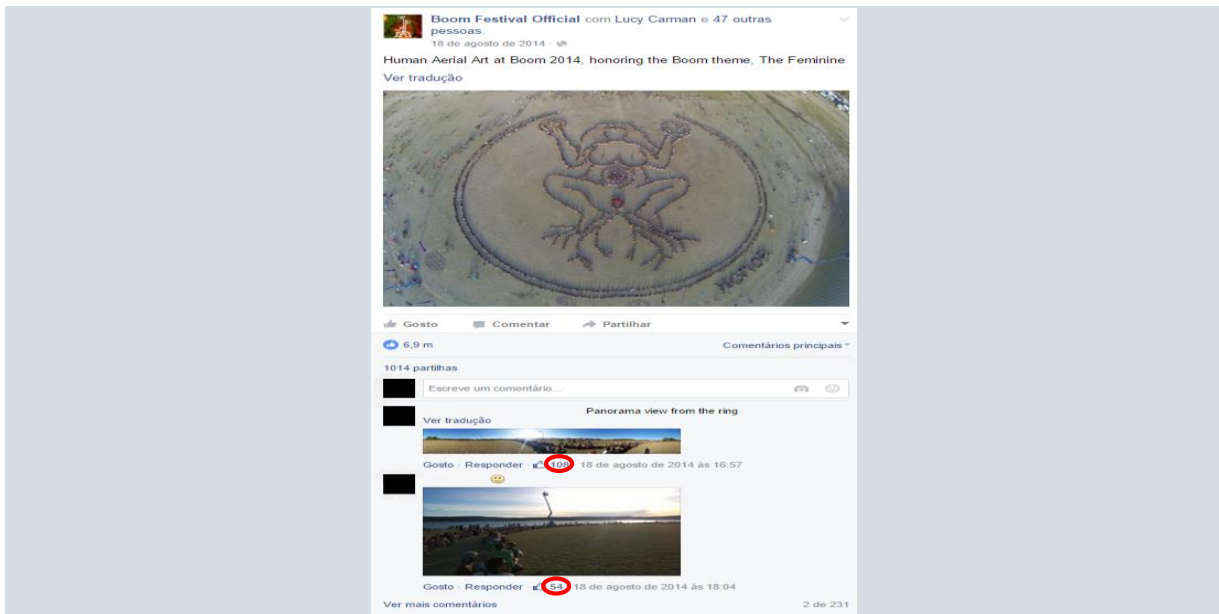 Boom Festival Official com Lucy Carman e 47 outras
pessoas.
18 de agosto de 2014 ·
Human Aerial Art at Boom 2014, honoring the Boom theme, The Feminine
Ver tradução
HONOR
Gosto Comentar Partilhar
6,9 m Comentários principais
1014 partilhas
Escreve um comentário...
Panorama view from the ring
Ver tradução
Gosto · Responder · 108 · 18 de agosto de 2014 às 16:57
Gosto · Responder · 54 · 18 de agosto de 2014 às 18:04
Ver mais comentários 2 de 231